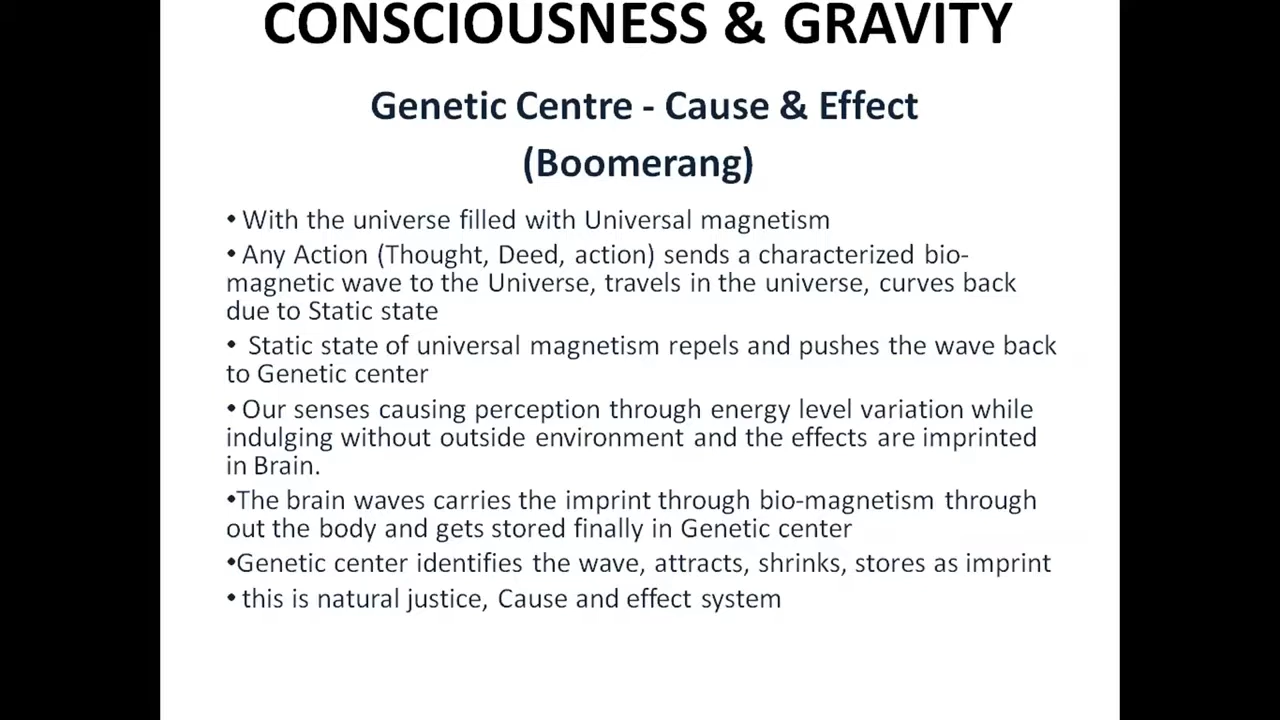 CONSCIOUSNESS & GRAVITY
Genetic Centre - Cause & Effect
(Boomerang)
• With the universe filled with Universal magnetism
• Any Action (Thought, Deed, action) sends a characterized bio-
magnetic wave to the Universe, travels in the universe, curves back
due to Static state
• Static state of universal magnetism repels and pushes the wave back
to Genetic center
• Our senses causing perception through energy level variation while
indulging without outside environment and the effects are imprinted
in Brain.
•The brain waves carries the imprint through bio-magnetism through
out the body and gets stored finally in Genetic center
•Genetic center identifies the wave, attracts, shrinks, stores as imprint
• this is natural justice, Cause and effect system